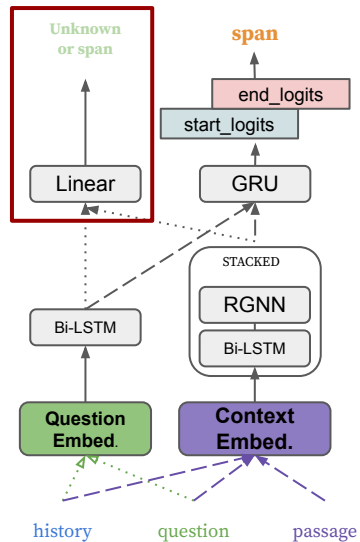 Unknown
or span
span
end_logits
start_logits
Linear
GRU
STACKED
RGNN
Bi-LSTM
Bi-LSTM
Question
Embed.
Context
Embed.
history
question
passage